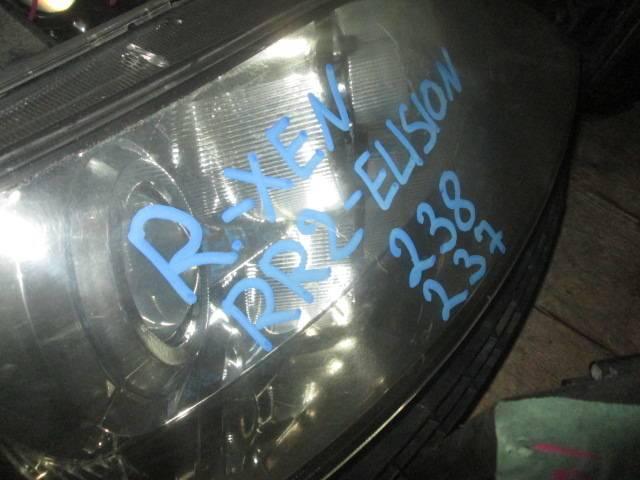 R.-XEN
RR2-ELISION
238
237